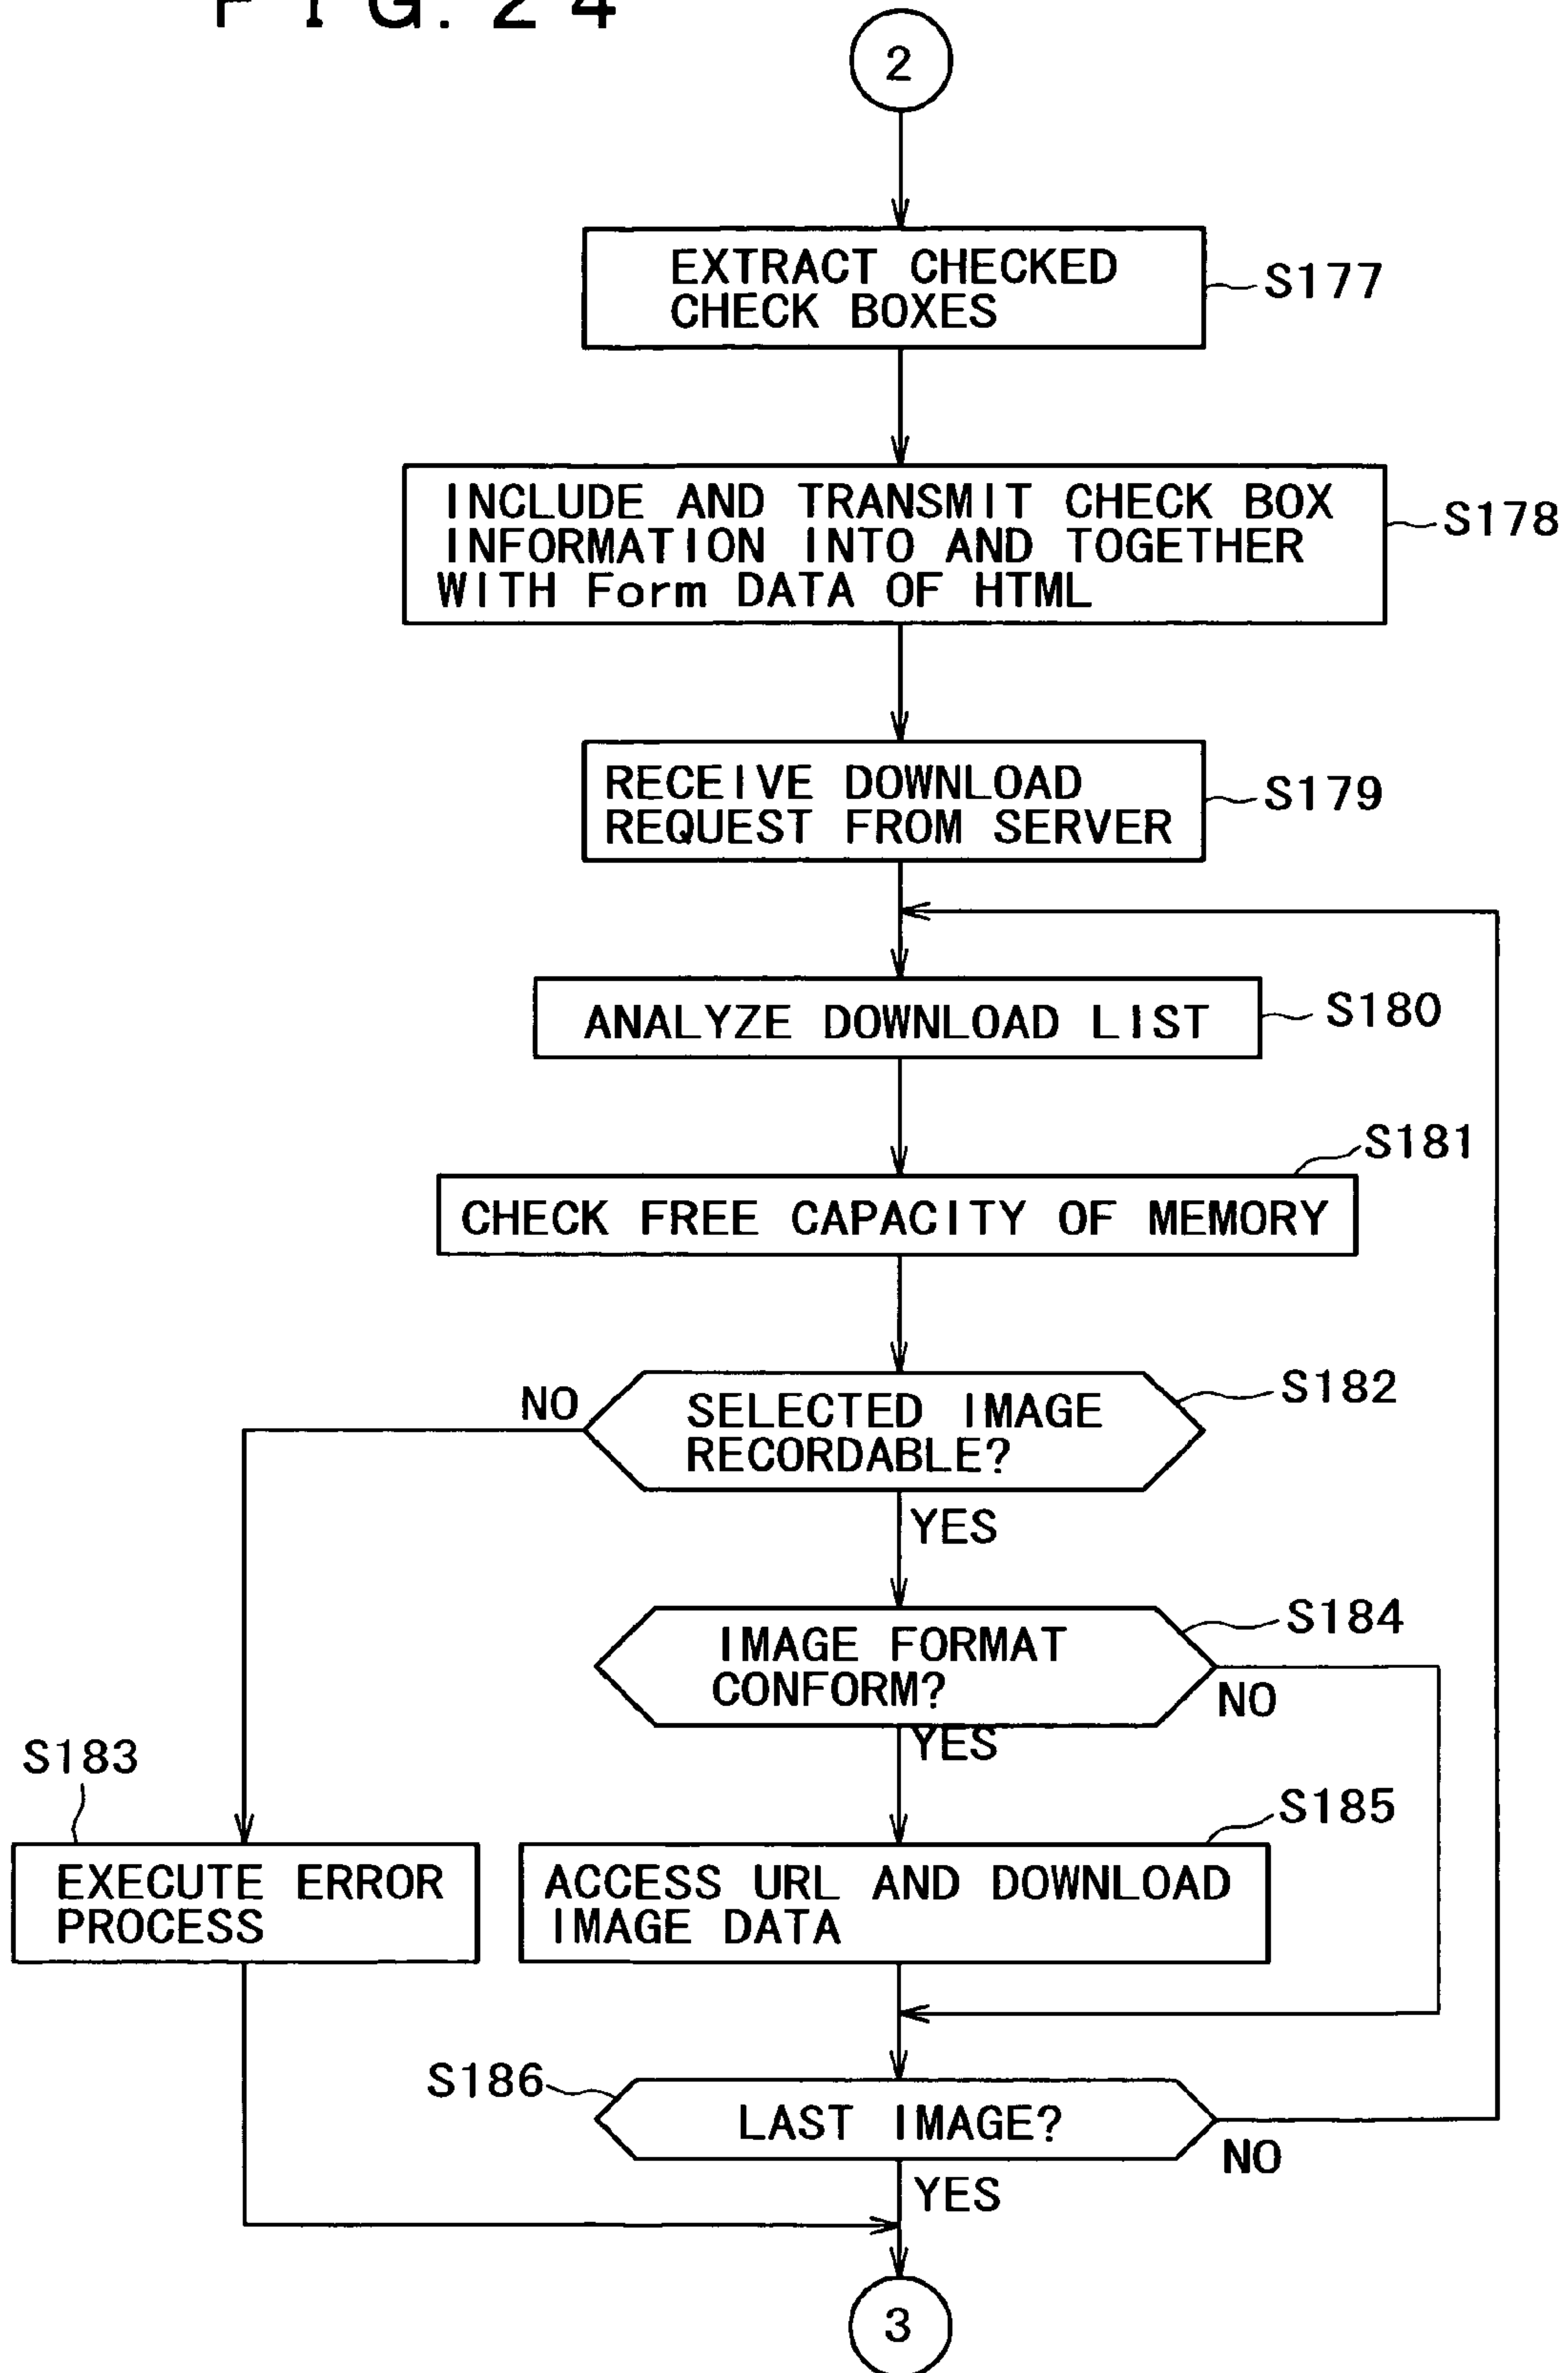 FIG. 24
2
EXTRACT CHECKED
CHECK BOXES
S177
INCLUDE AND TRANSMIT CHECK BOX
INFORMATION INTO AND TOGETHER
WITH Form DATA OF HTML
S178
RECEIVE DOWNLOAD
REQUEST FROM SERVER
S179
ANALYZE DOWNLOAD LIST
S180
S181
CHECK FREE CAPACITY OF MEMORY
NO
SELECTED IMAGE
RECORDABLE?
S182
YES
IMAGE FORMAT
CONFORM?
S184
NO
YES
S183
EXECUTE ERROR
PROCESS
S185
ACCESS URL AND DOWNLOAD
IMAGE DATA
S186
LAST IMAGE?
NO
YES
3